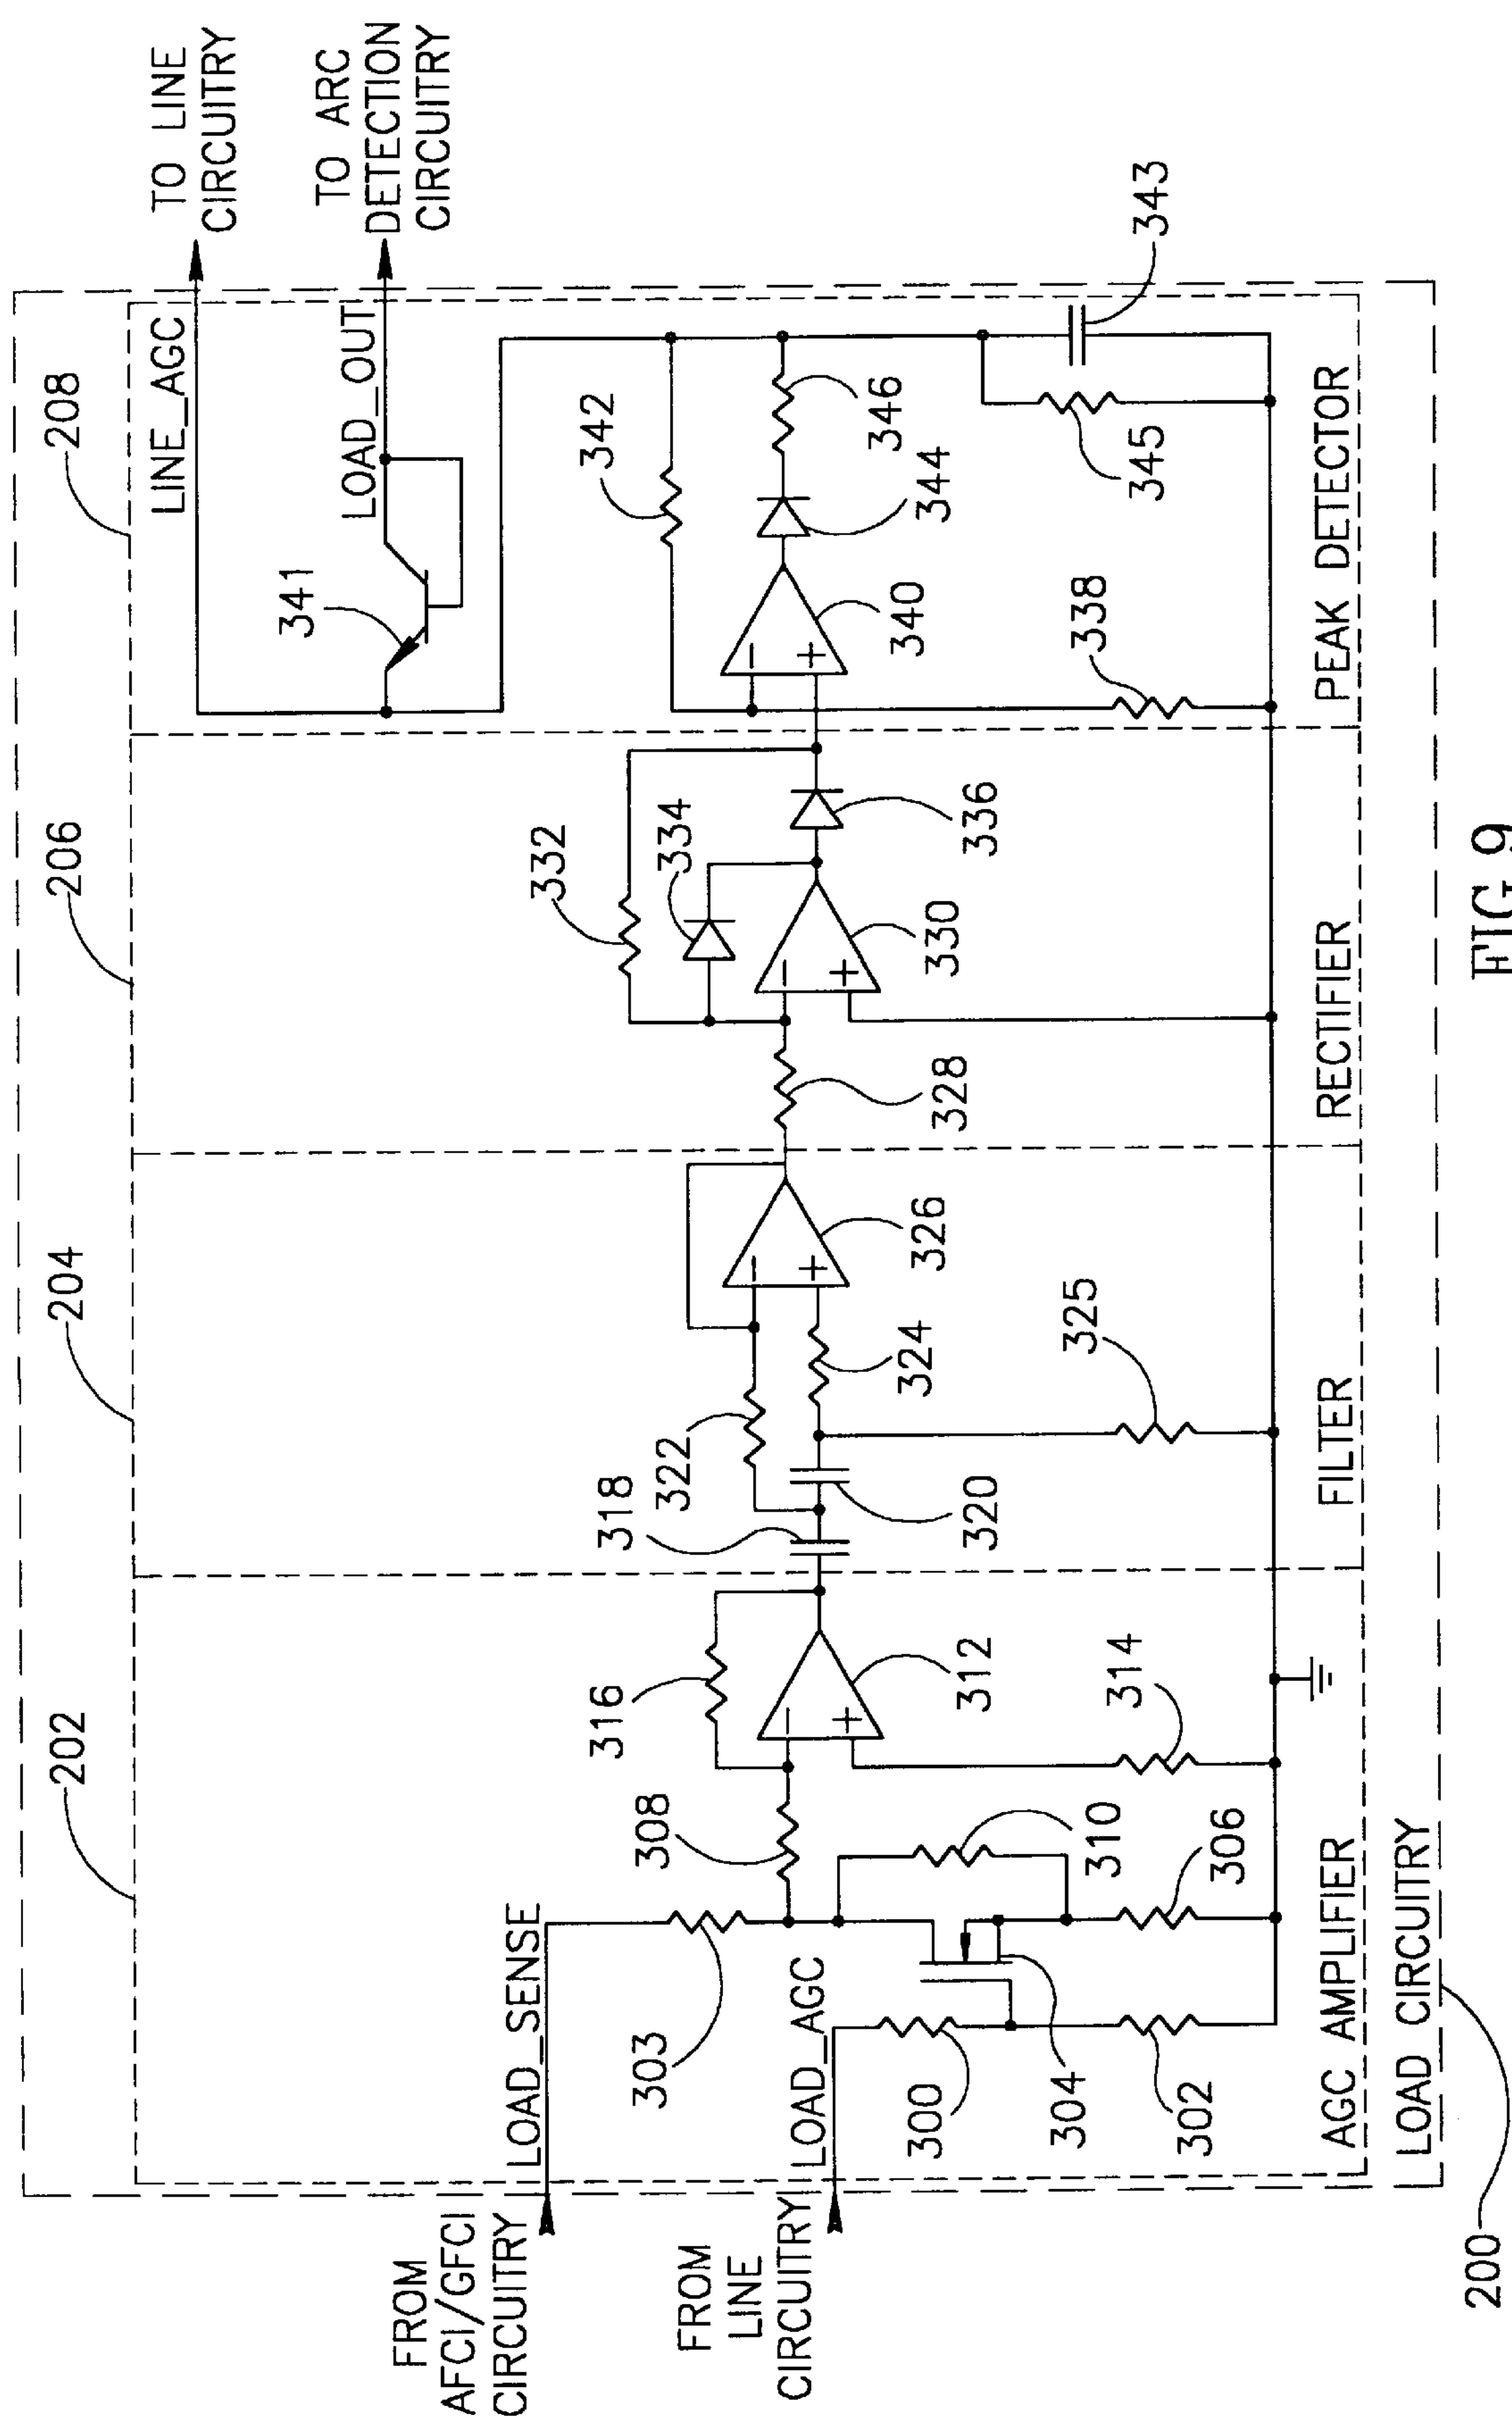 202
204
206
208
FROM
AFCI/GFCI
CIRCUITRY
LOAD_SENSE
FROM
LINE
CIRCUITRY
LOAD_AGC
LINE_AGC
TO LINE
CIRCUITRY
LOAD_OUT
TO ARC
DETECTION
CIRCUITRY
341
303
308
316
300
304
302
310
306
312
314
318
322
320
324
326
325
332
334
328
330
336
342
340
338
344
346
345
343
-
+
-
+
-
+
-
+
AGC AMPLIFIER
FILTER
RECTIFIER
PEAK DETECTOR
LOAD CIRCUITRY
200
FIG.9